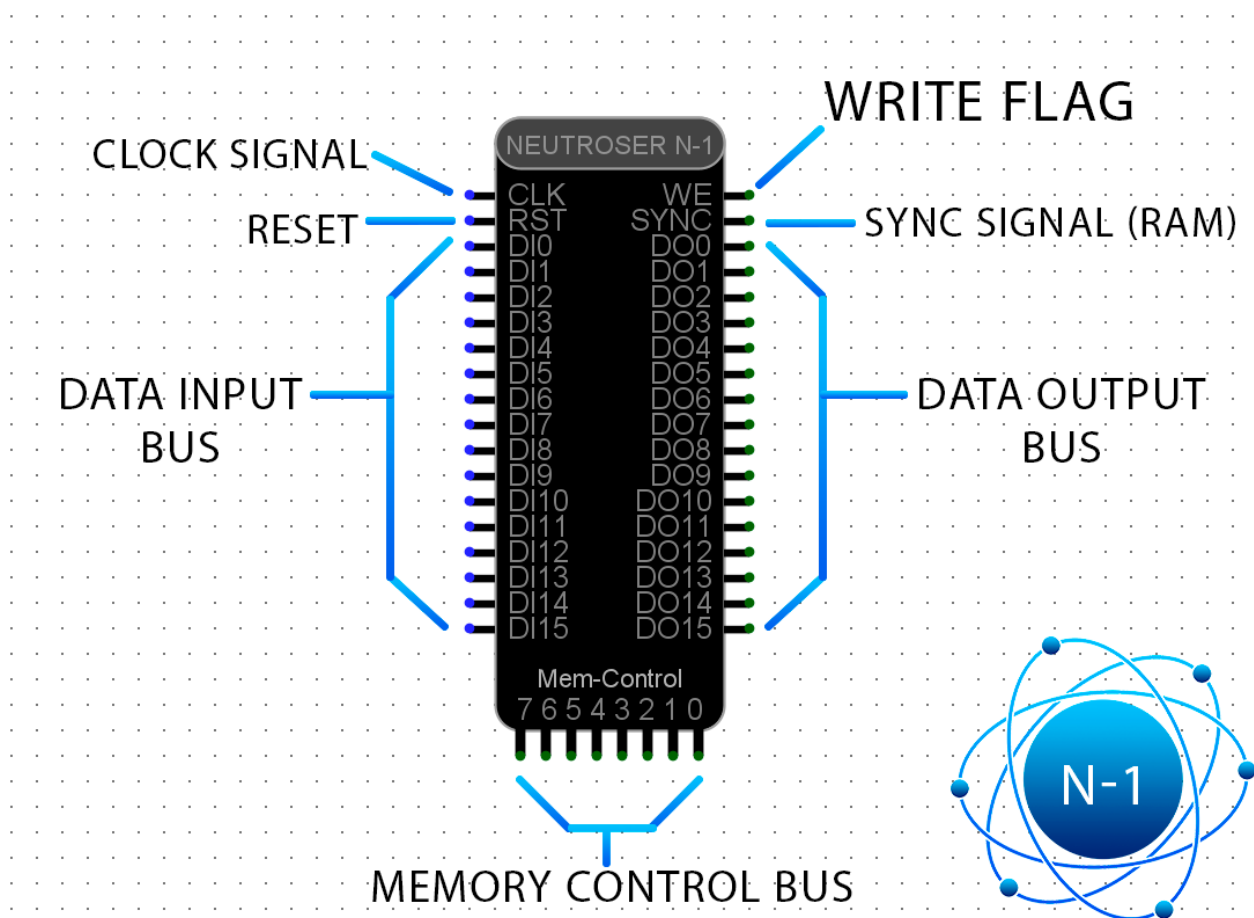 WRITE FLAG
NEUTROSER N-1
CLOCK SIGNAL
CLK WE
RST SYNC
RESET
SYNC SIGNAL (RAM)
DI0 DO0
DI1 DO1
DI2 DO2
DI3 DO3
DI4 DO4
DI5 DO5
DI6 DO6
DI7 DO7
DI8 DO8
DI9 DO9
DI10 DO10
DI11 DO11
DI12 DO12
DI13 DO13
DI14 DO14
DI15 DO15
DATA INPUT
BUS
DATA OUTPUT
BUS
Mem-Control
7 6 5 4 3 2 1 0
N-1
MEMORY CONTROL BUS